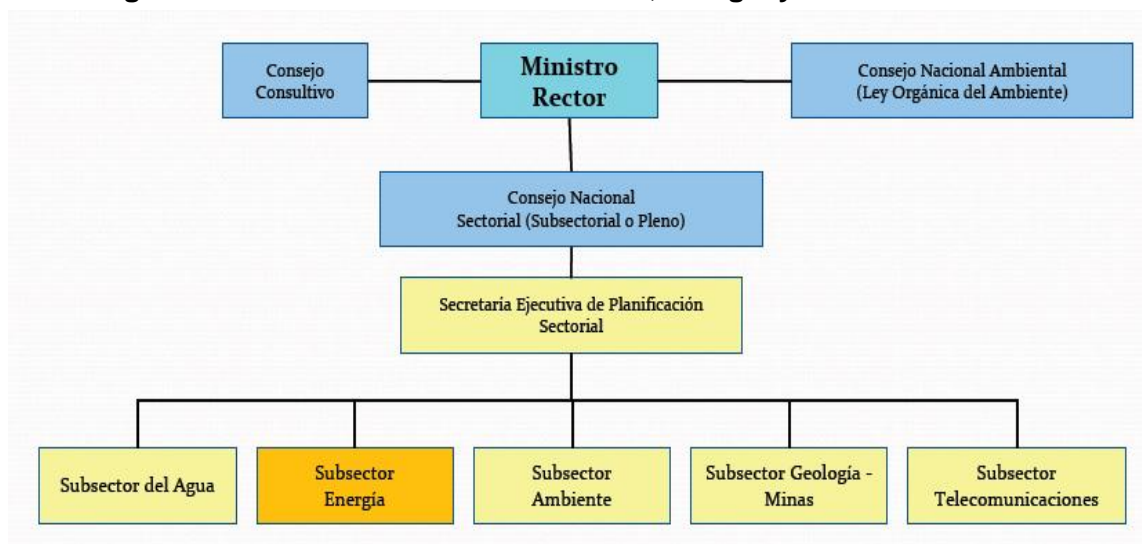 Consejo
Consultivo
Ministro
Rector
Consejo Nacional Ambiental
(Ley Orgánica del Ambiente)
Consejo Nacional
Sectorial (Subsectorial o Pleno)
Secretaría Ejecutiva de Planificación
Sectorial
Subsector del Agua
Subsector
Energía
Subsector
Ambiente
Subsector Geología -
Minas
Subsector
Telecomunicaciones